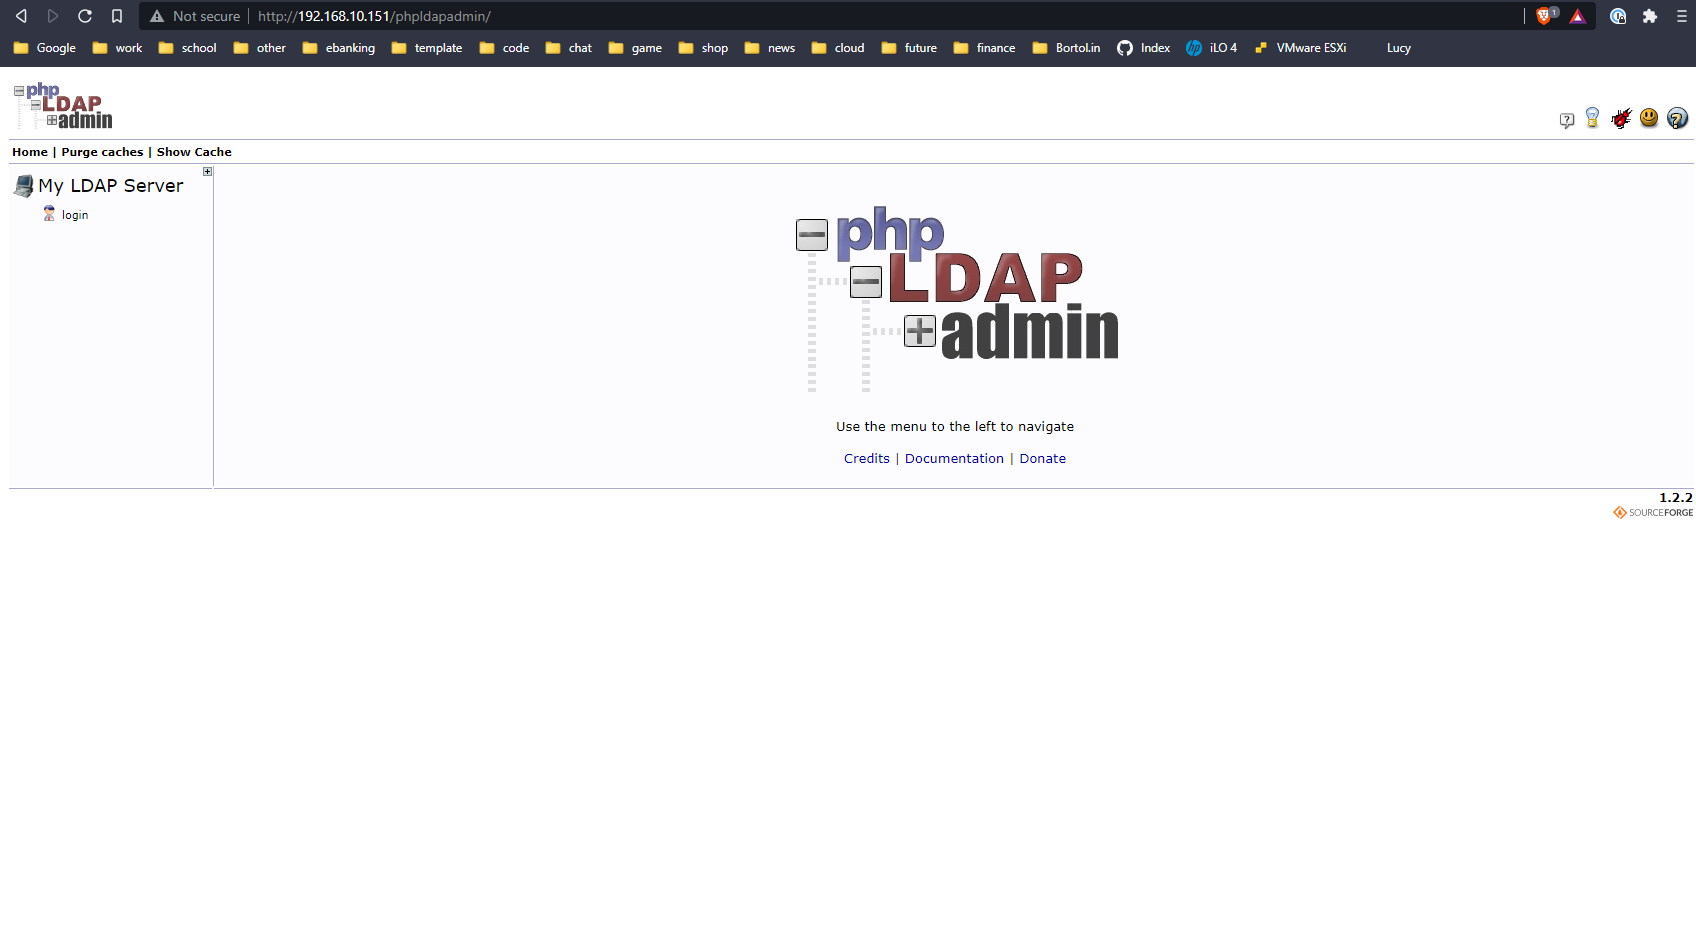 Not secure | http://192.168.10.151/phpldapadmin/ 1
Google work school other ebanking template code chat game shop news cloud future finance Bortol.in Index iLO 4 VMware ESXi Lucy
php
LDAP
admin
Home | Purge caches | Show Cache
My LDAP Server
login
php
LDAP
admin
Use the menu to the left to navigate
Credits | Documentation | Donate
1.2.2
SOURCEFORGE